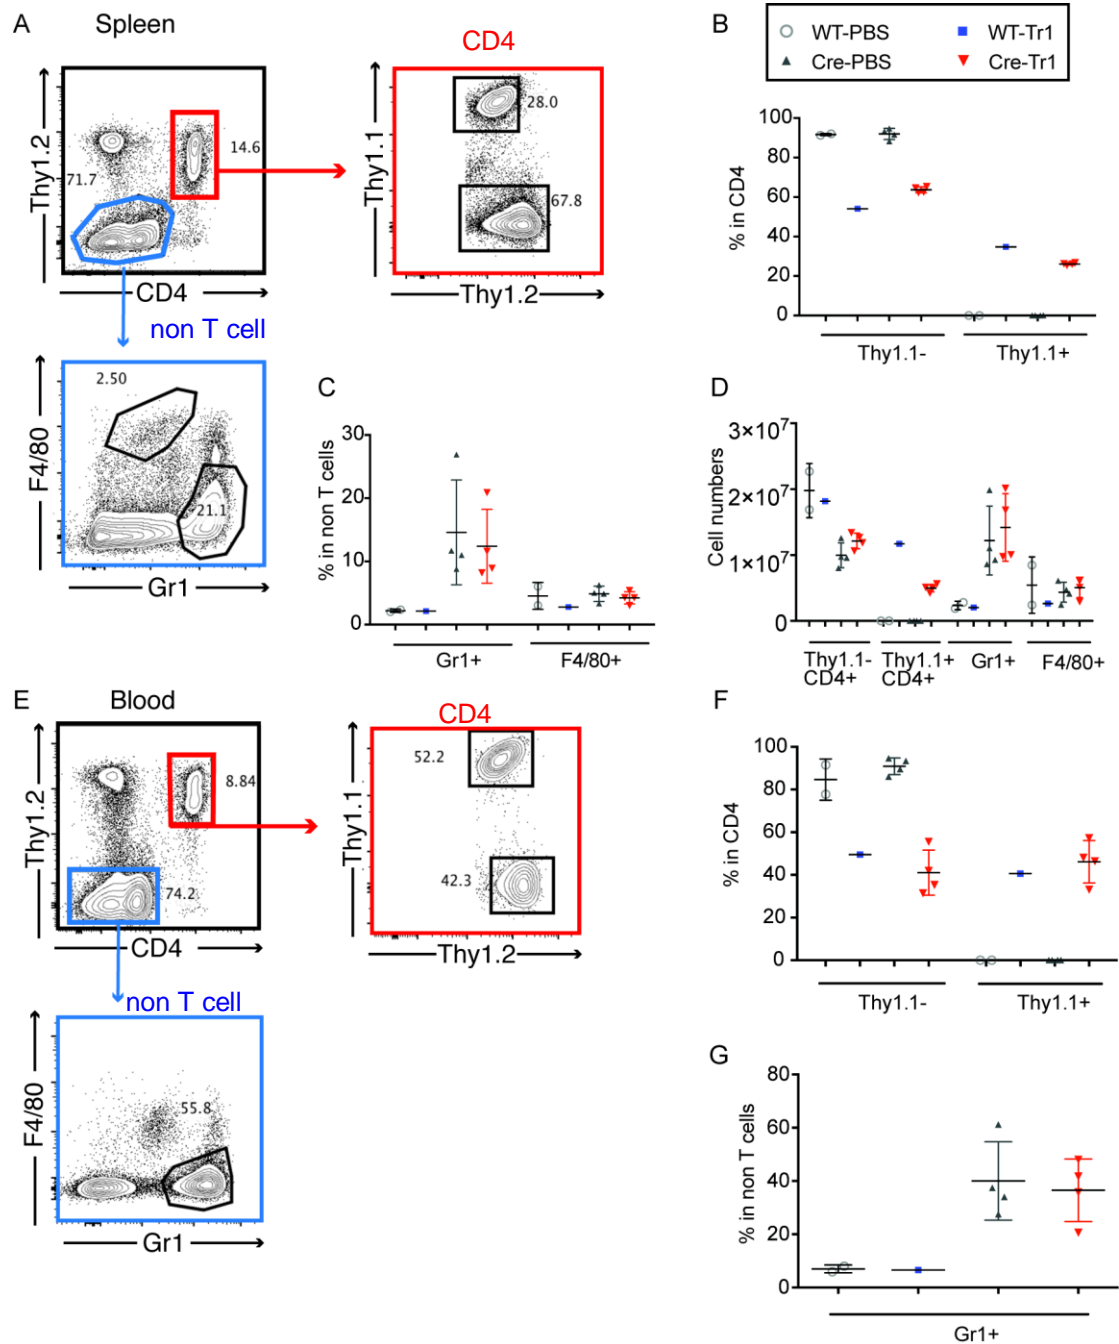 A
Spleen
Thy1.2
71.7
14.6
CD4
CD4
Thy1.1
28.0
67.8
Thy1.2
non T cell
F4/80
2.50
21.1
Gr1
B
WT-PBS
WT-Tr1
Cre-PBS
Cre-Tr1
% in CD4
100
80
60
40
20
0
Thy1.1-
Thy1.1+
C
% in non T cells
30
20
10
0
Gr1+
F4/80+
D
Cell numbers
3×10⁷
2×10⁷
1×10⁷
0
Thy1.1-
CD4+
Thy1.1+
CD4+
Gr1+
F4/80+
E
Blood
Thy1.2
8.84
74.2
CD4
CD4
Thy1.1
52.2
42.3
Thy1.2
non T cell
F4/80
55.8
Gr1
F
% in CD4
100
80
60
40
20
0
Thy1.1-
Thy1.1+
G
% in non T cells
80
60
40
20
0
Gr1+